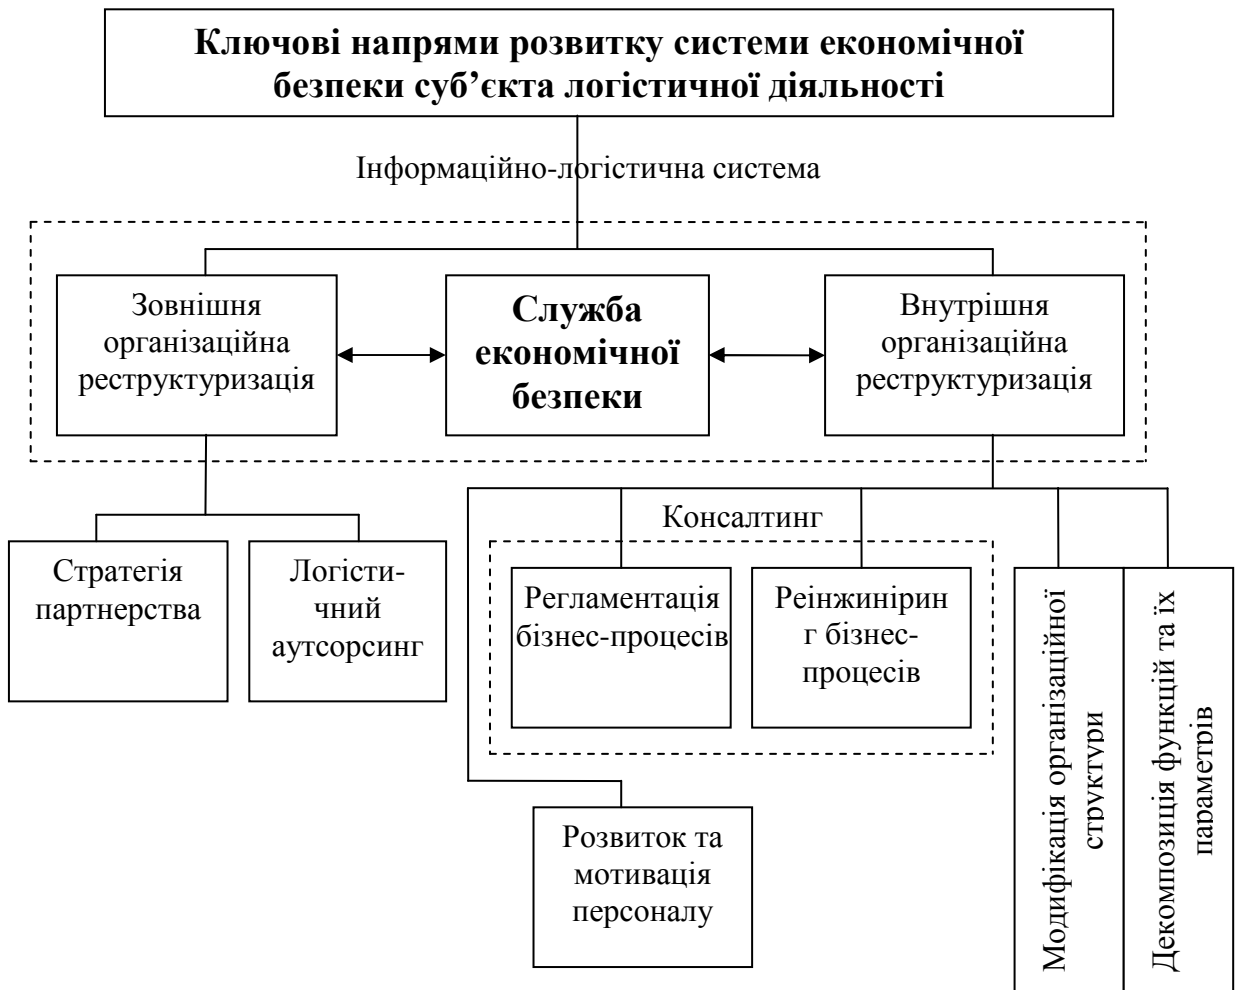 Ключові напрями розвитку системи економічної
безпеки суб’єкта логістичної діяльності
Інформаційно-логістична система
Зовнішня
організаційна
реструктуризація
Служба
економічної
безпеки
Внутрішня
організаційна
реструктуризація
Стратегія
партнерства
Логісти-
чний
аутсорсинг
Консалтинг
Регламентація
бізнес-процесів
Реінжинірин
г бізнес-
процесів
Модифікація організаційної
структури
Декомпозиція функцій та їх
параметрів
Розвиток та
мотивація
персоналу